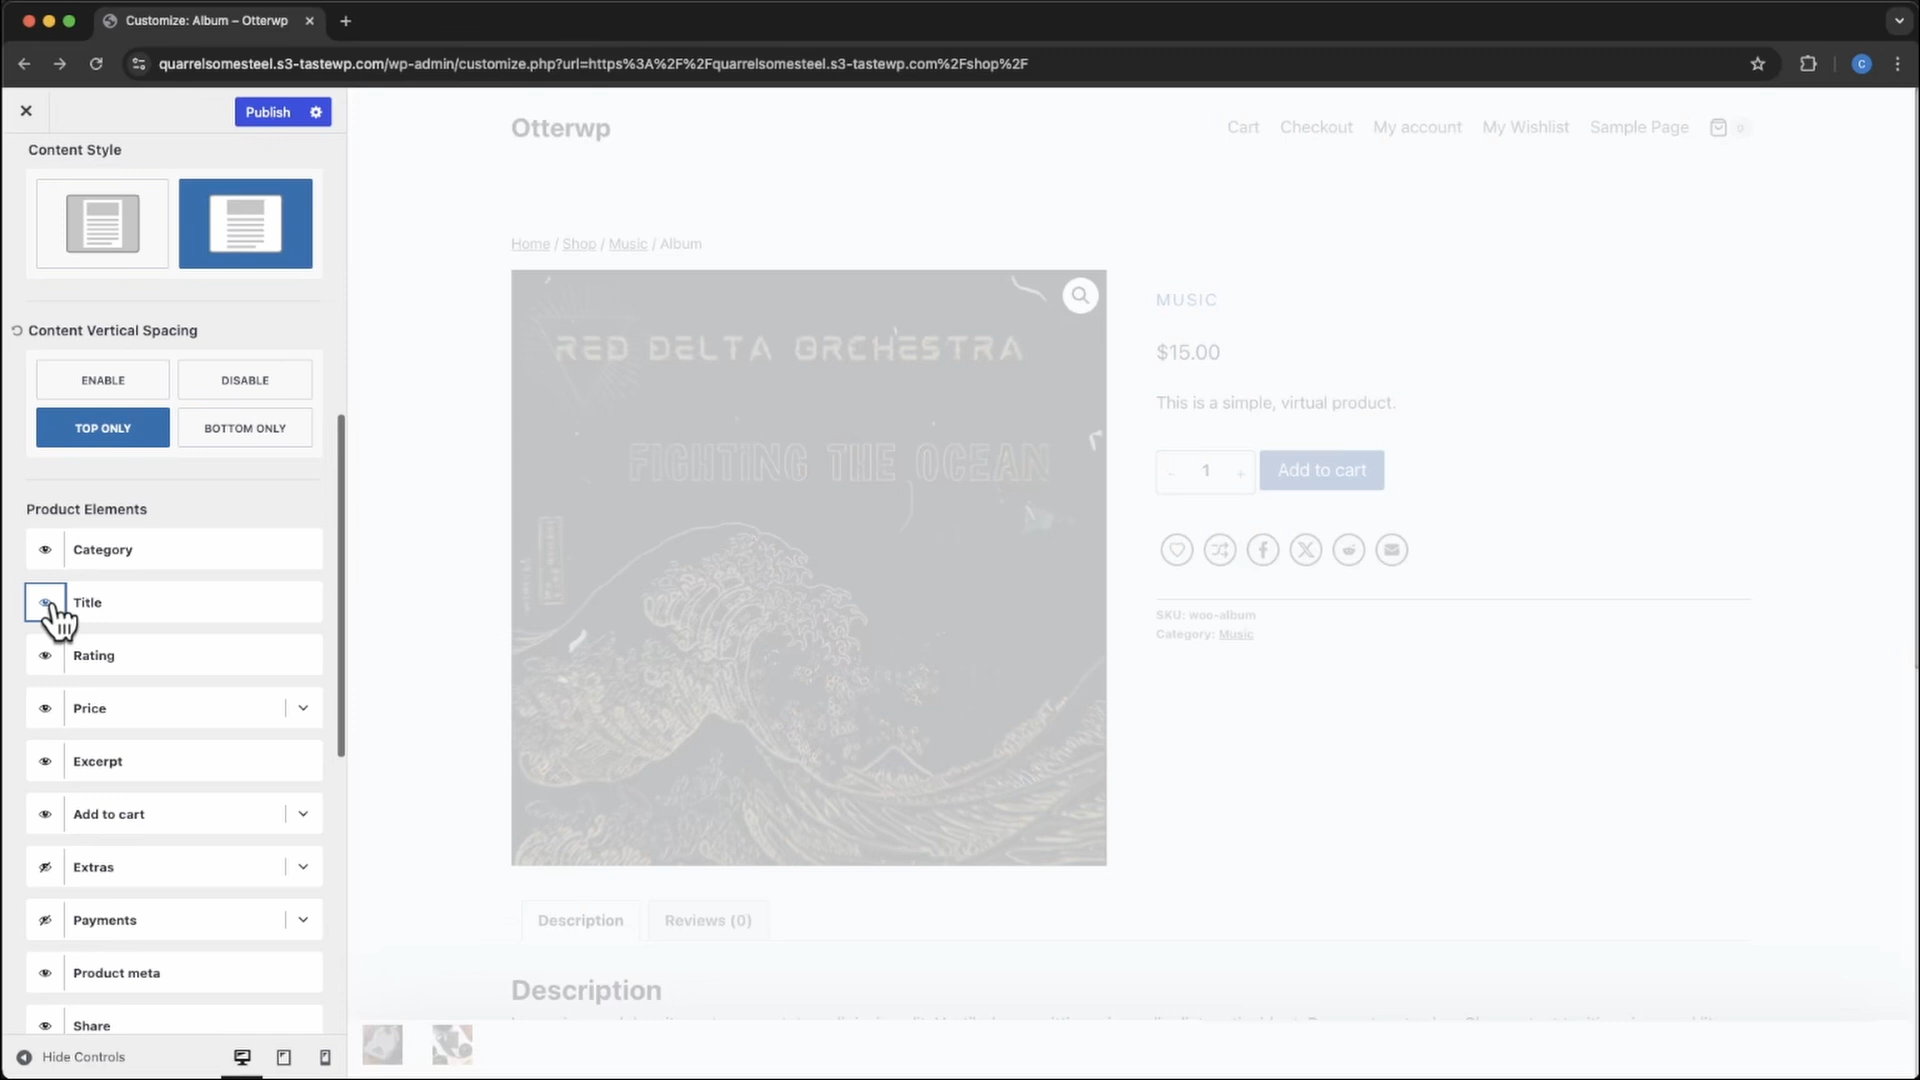 Customize: Album – Otterwp
quarrelsomesteel.s3-tastewp.com/wp-admin/customize.php?url=https%3A%2F%2Fquarrelsomesteel.s3-tastewp.com%2Fshop%2F
C
Publish
Content Style
Content Vertical Spacing
ENABLE
DISABLE
TOP ONLY
BOTTOM ONLY
Product Elements
Category
Title
Rating
Price
Excerpt
Add to cart
Extras
Payments
Product meta
Share
Hide Controls
Otterwp
Cart
Checkout
My account
My Wishlist
Sample Page
0
Home / Shop / Music / Album
RED DELTA ORCHESTRA
FIGHTING THE OCEAN
MUSIC
$15.00
This is a simple, virtual product.
- 1 +
Add to cart
SKU: woo-album
Category: Music
Description
Reviews (0)
Description